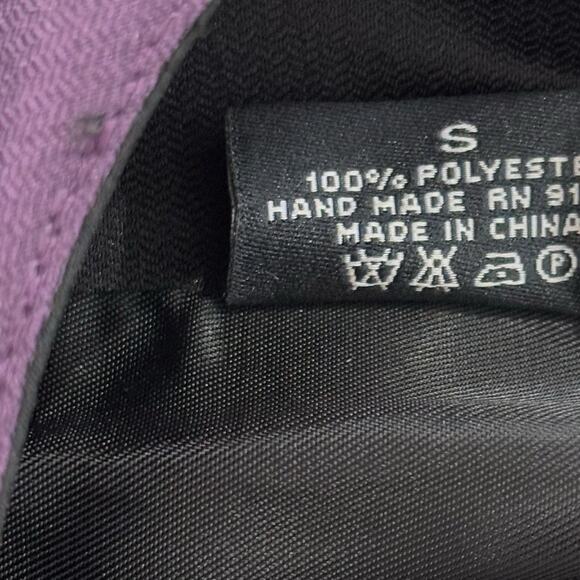 S
100% POLYESTE
HAND MADE RN 91
MADE IN CHINA
P